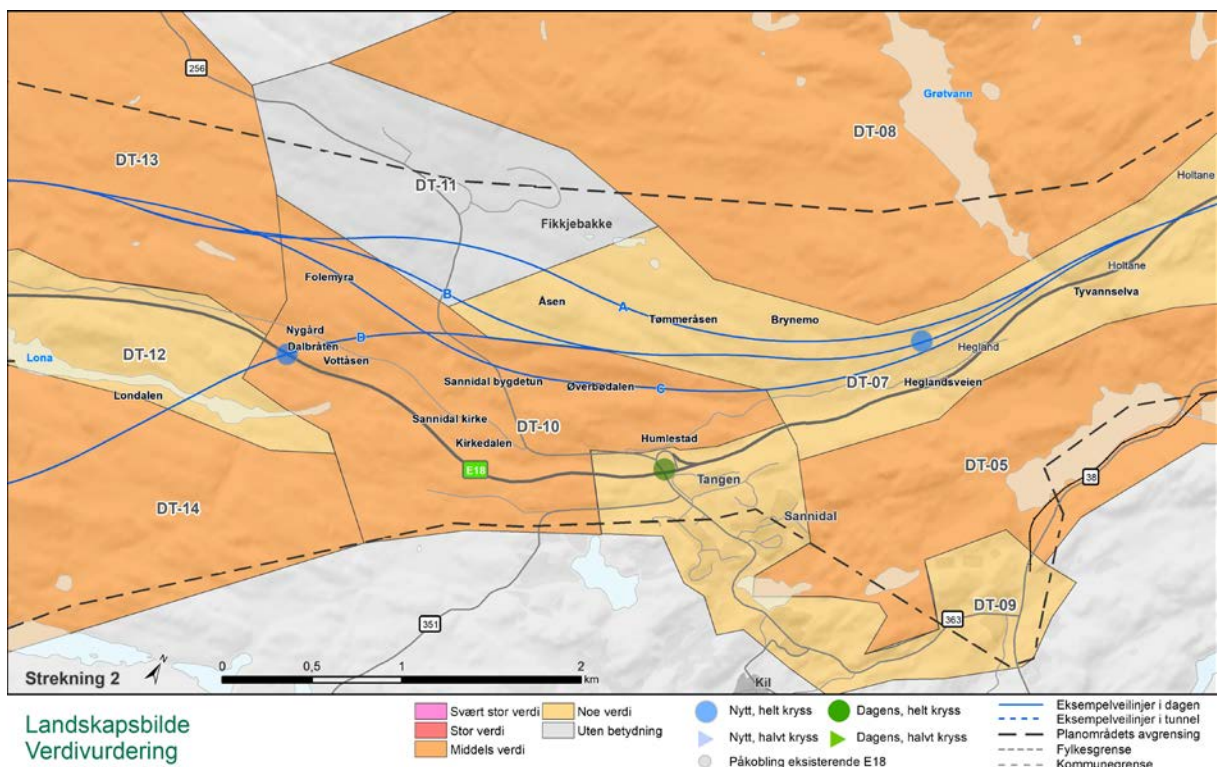 256
Grøtvann
DT-08
DT-13
DT-11
Holtane
Fikkjebakke
Folemyra
Holtane
Tyvannselva
B
Åsen
A
Tømmeråsen
Brynemo
Nygård
D
Dalbråten
Hegland
Lona
DT-12
Vottåsen
Londalen
Sannidal bygdetun
Øverbødalen
C
DT-07
Heglandsveien
Sannidal kirke
DT-10
Kirkedalen
Humlestad
E18
Tangen
DT-05
38
DT-14
Sannidal
DT-09
351
363
Strekning 2
N
0 0,5 1 2
km
Kil
Landskapsbilde
Verdivurdering
Svært stor verdi
Stor verdi
Middels verdi
Noe verdi
Uten betydning
Nytt, helt kryss
Nytt, halvt kryss
Påkobling eksisterende E18
Dagens, helt kryss
Dagens, halvt kryss
Eksempelveilinjer i dagen
Eksempelveilinjer i tunnel
Planområdets avgrensing
Fylkesgrense
Kommunegrense